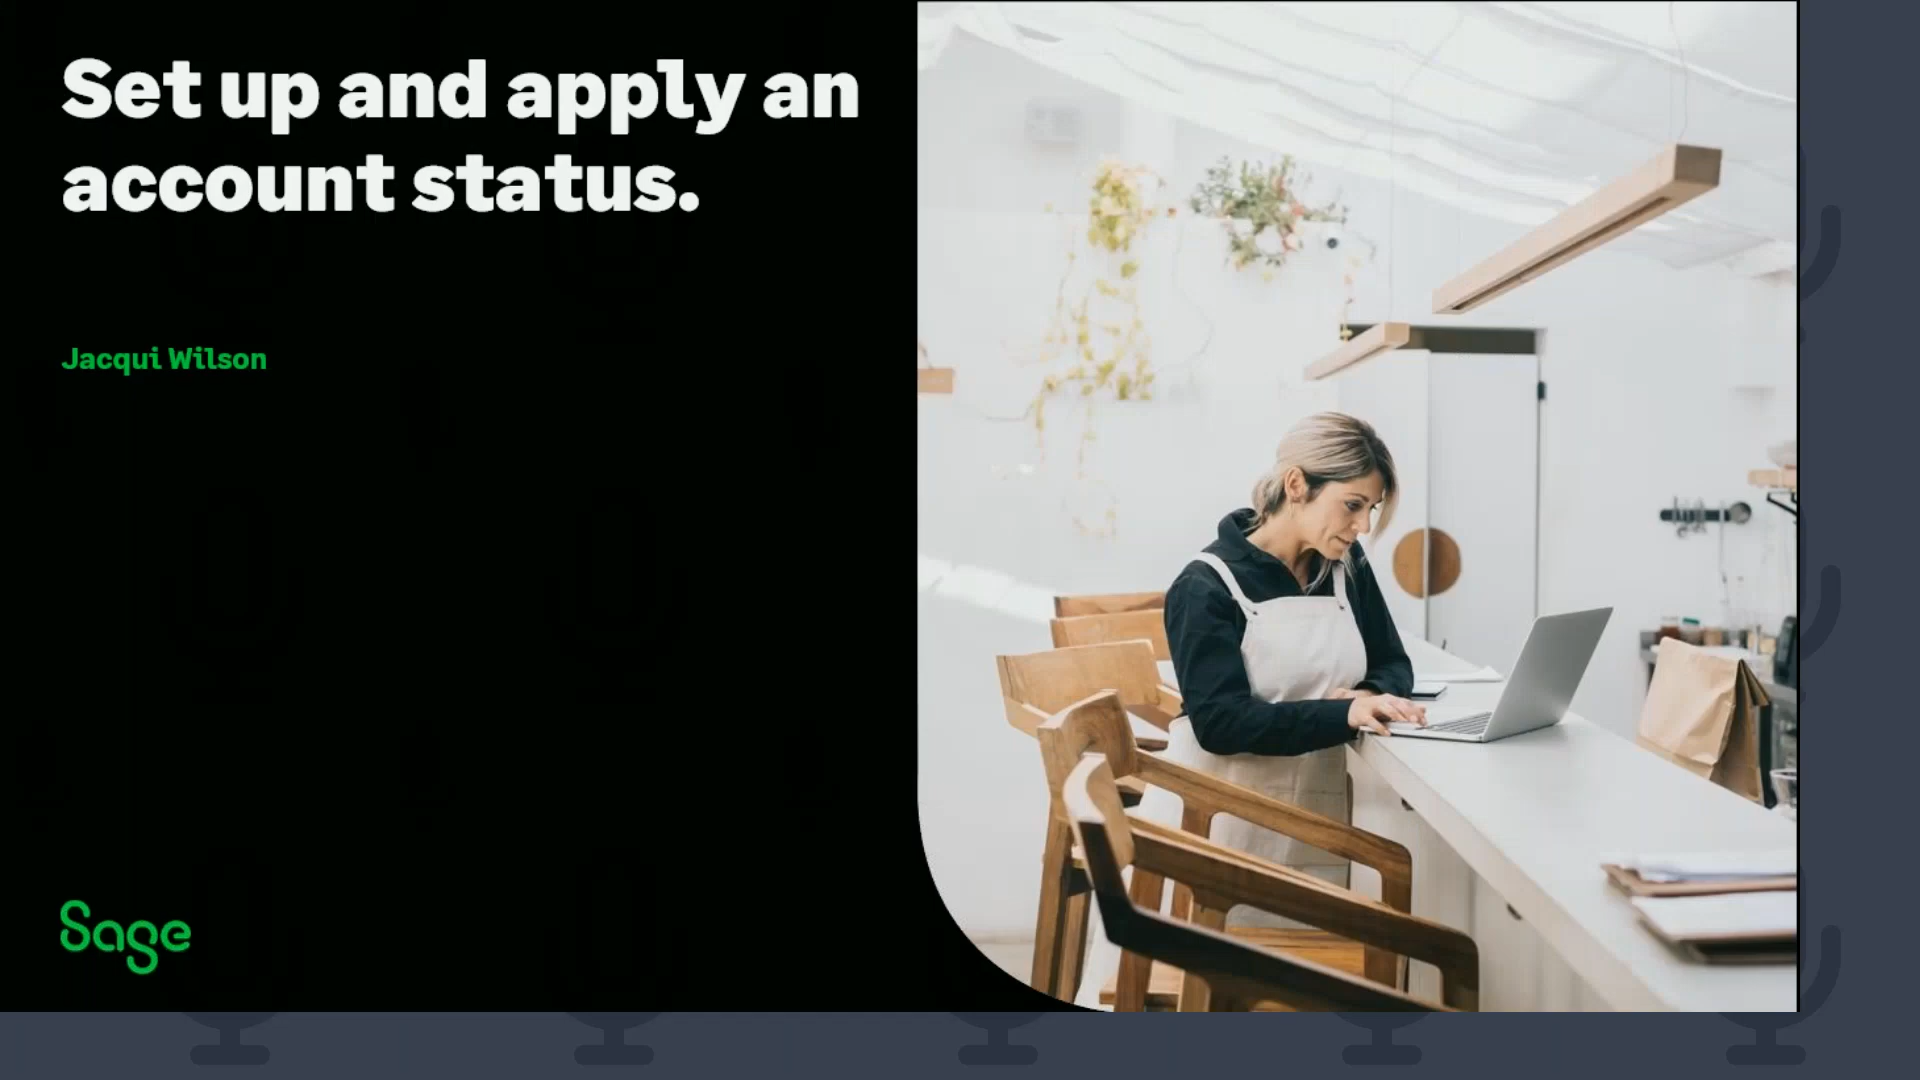 Set up and apply an
account status.
Jacqui Wilson
Sage